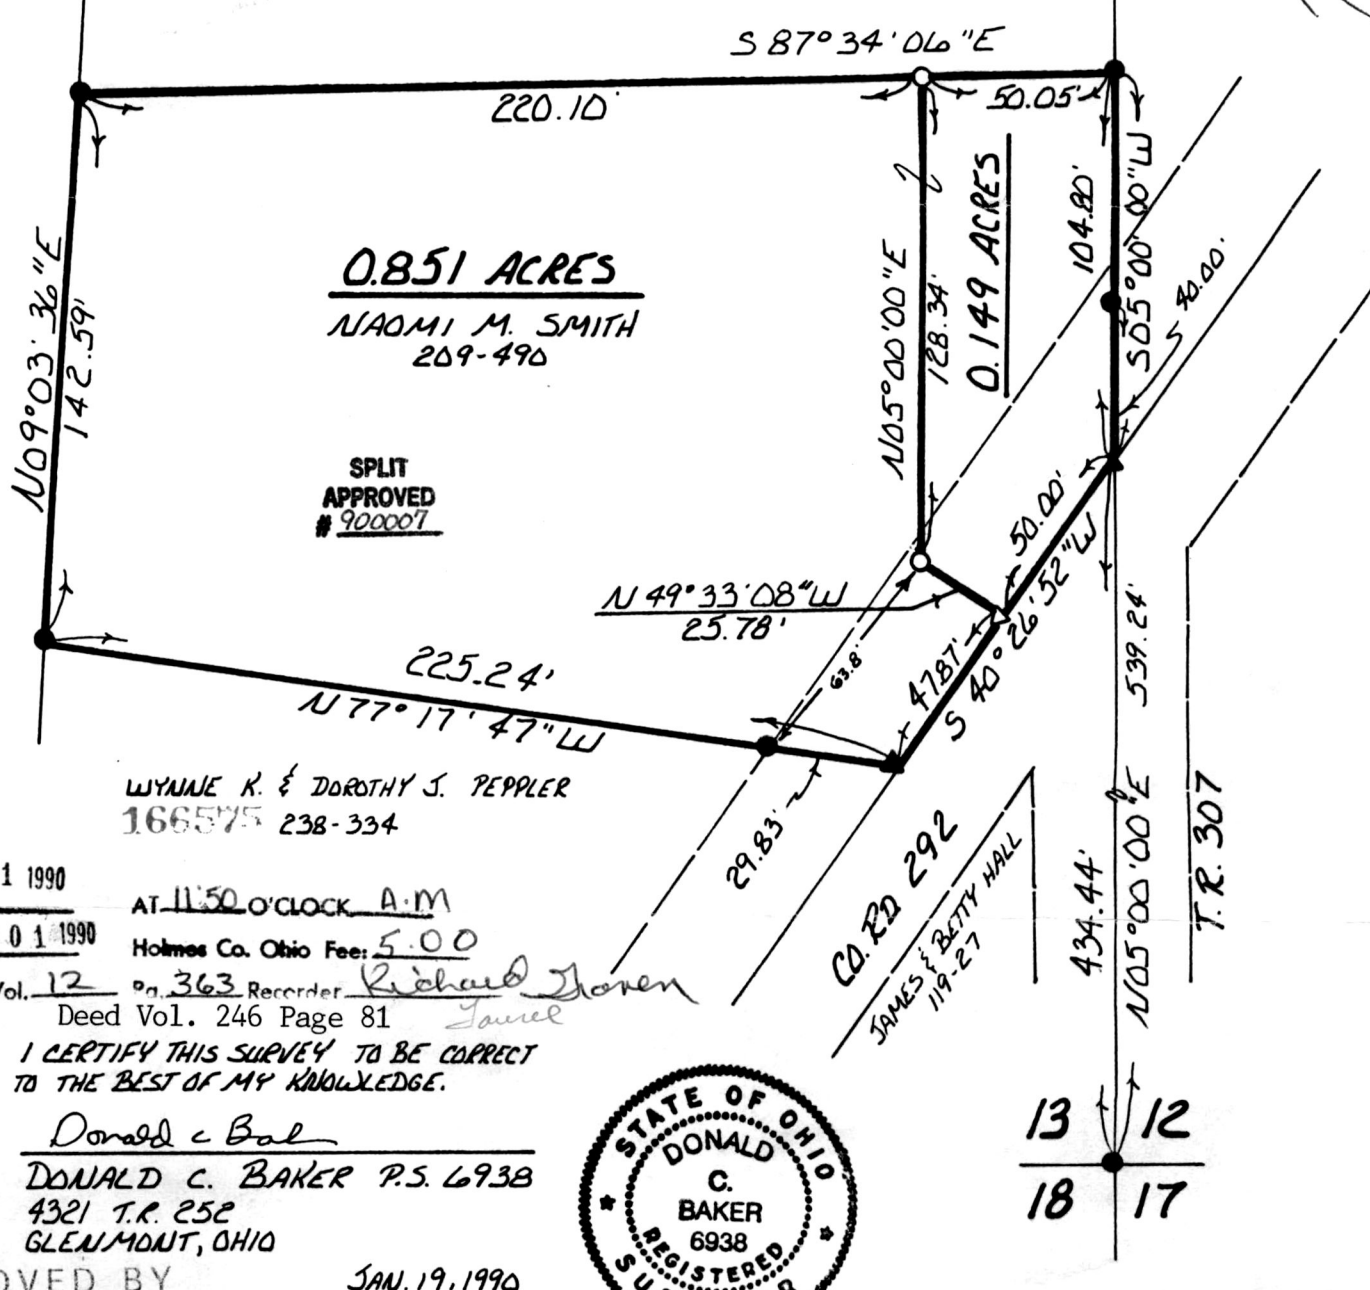 S 87°34'06"E
220.10'
50.05'
N09°03'36"E
142.59'
0.851 ACRES
NAOMI M. SMITH
209-490
SPLIT
APPROVED
# 900007
N05°00'00"E
128.34'
0.149 ACRES
104.80'
S05°00'00"W
40.00'
50.00'
S 40°26'52"W
N 49°33'08"W
25.78'
47.87'
63.8'
225.24'
N 77°17'47"W
29.83'
539.24'
434.44'
N05°00'00"E
T.R. 307
CO. RD 292
JAMES & BETTY HALL
119-27
WYNNE K. & DOROTHY J. PEPPLER
166575 238-334
1 1990
AT 11:50 O'CLOCK A.M
01 1990
Holmes Co. Ohio Fee: 5.00
Vol. 12 Pg. 363 Recorder Richard
Deed Vol. 246 Page 81
I CERTIFY THIS SURVEY TO BE CORRECT
TO THE BEST OF MY KNOWLEDGE.
Donald C
DONALD C. BAKER P.S. 6938
4321 T.R. 252
GLENMONT, OHIO
OVED BY
JAN. 19, 1990
STATE OF OHIO
DONALD
C.
BAKER
6938
REGISTERED
13 12
18 17